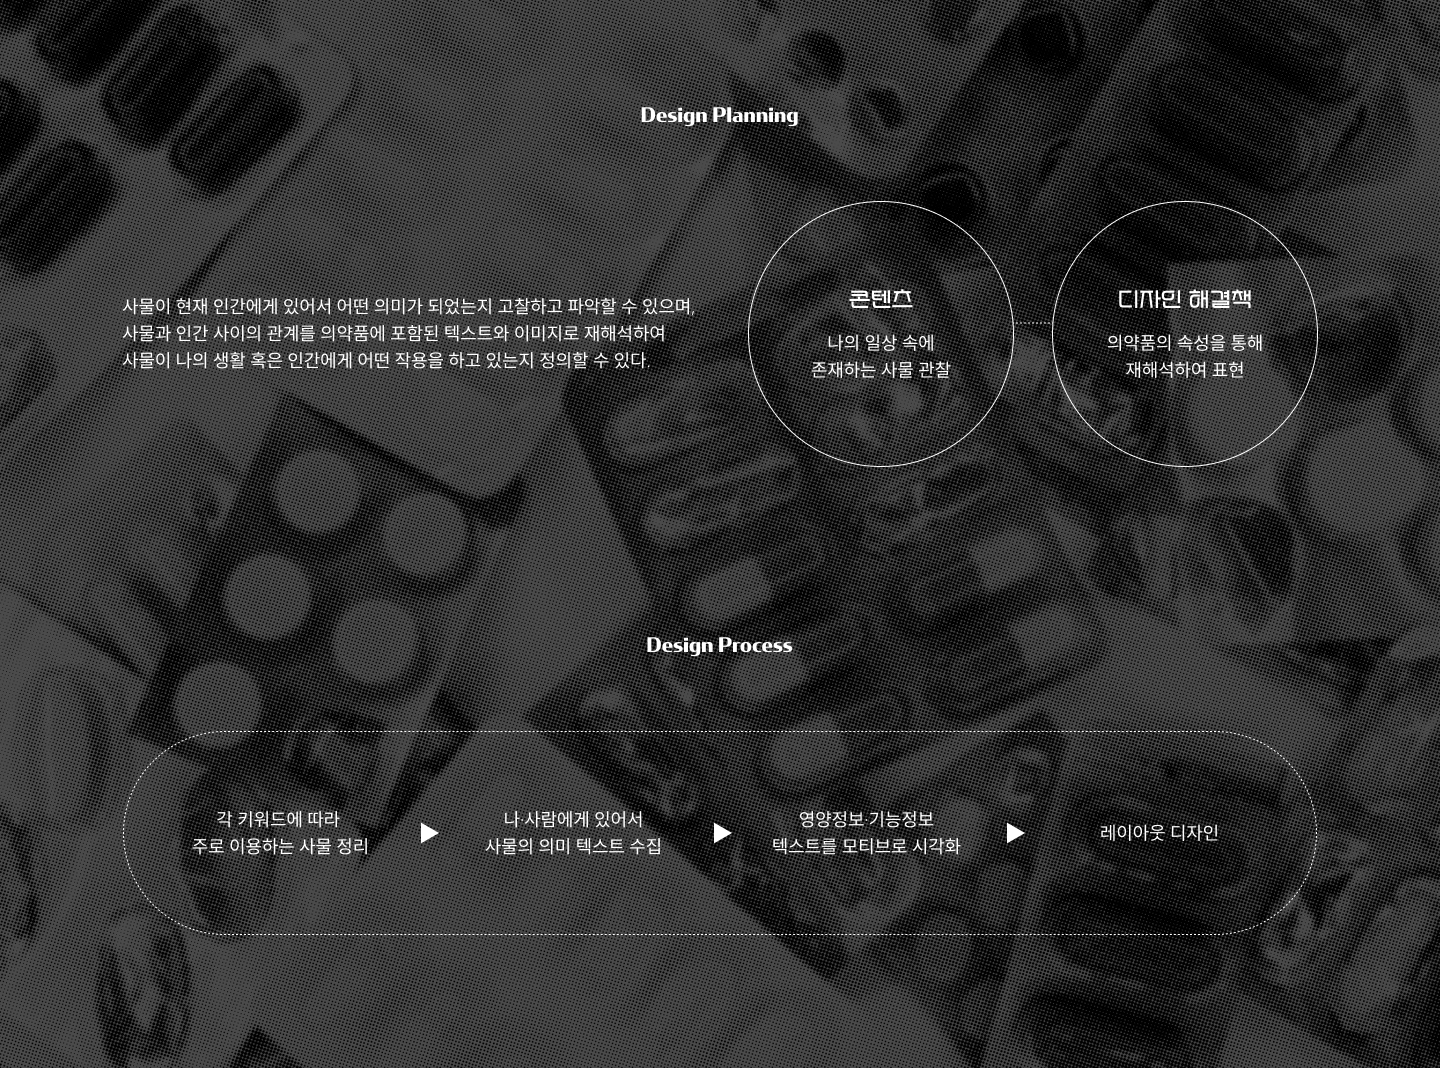 Design Planning
사물이 현재 인간에게 있어서 어떤 의미가 되었는지 고찰하고 파악할 수 있으며,
사물과 인간 사이의 관계를 의약품에 포함된 텍스트와 이미지로 재해석하여
사물이 나의 생활 혹은 인간에게 어떤 작용을 하고 있는지 정의할 수 있다.
콘텐츠
나의 일상 속에
존재하는 사물 관찰
디자인 해결책
의약품의 속성을 통해
재해석하여 표현
Design Process
각 키워드에 따라
주로 이용하는 사물 정리
나·사람에게 있어서
사물의 의미 텍스트 수집
영양정보·기능정보
텍스트를 모티브로 시각화
레이아웃 디자인